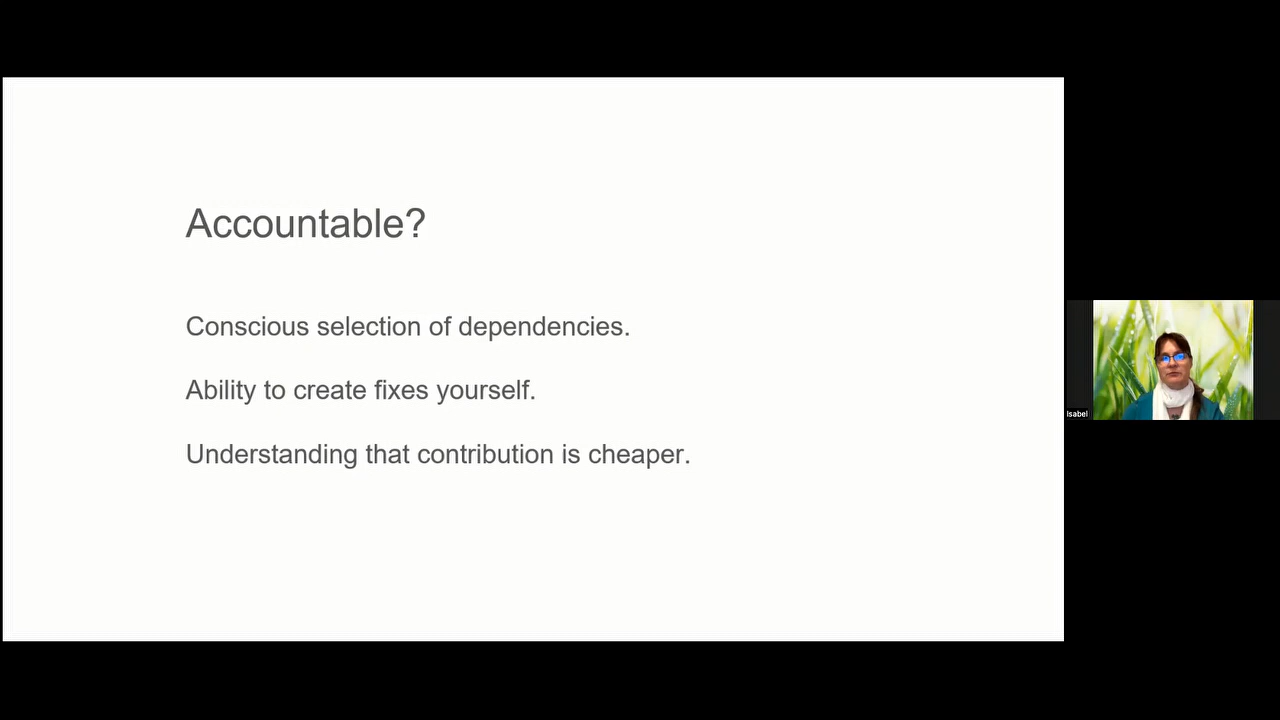 Accountable?
Conscious selection of dependencies.
Ability to create fixes yourself.
Understanding that contribution is cheaper.
Isabel